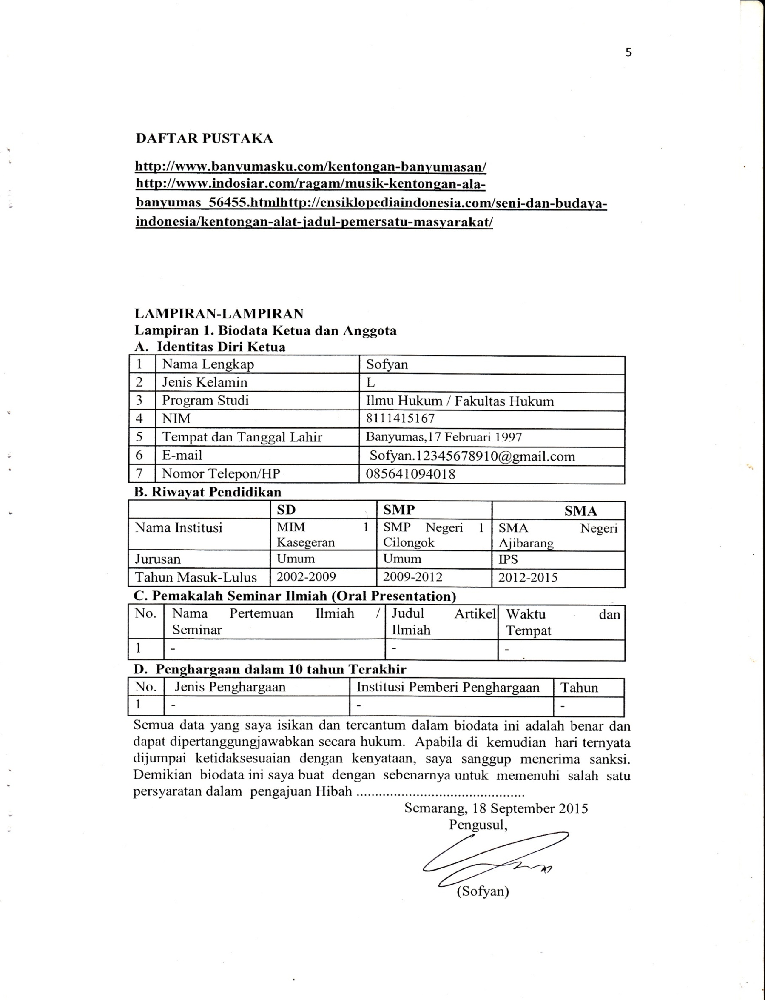 5
DAFTAR PUSTAKA
http://www.banyumasku.com/kentongan-banyumasan/
http://www.indosiar.com/ragam/musik-kentongan-ala-
banyumas_56455.htmlhttp://ensiklopediaindonesia.com/seni-dan-budaya-
indonesia/kentongan-alat-jadul-pemersatu-masyarakat/
LAMPIRAN-LAMPIRAN
Lampiran 1. Biodata Ketua dan Anggota
A. Identitas Diri Ketua
1 Nama Lengkap Sofyan
2 Jenis Kelamin L
3 Program Studi Ilmu Hukum / Fakultas Hukum
4 NIM 8111415167
5 Tempat dan Tanggal Lahir Banyumas,17 Februari 1997
6 E-mail Sofyan.12345678910@gmail.com
7 Nomor Telepon/HP 085641094018
B. Riwayat Pendidikan
SD SMP SMA
Nama Institusi MIM 1 SMP Negeri 1 SMA Negeri
Kasegeran Cilongok Ajibarang
Jurusan Umum Umum IPS
Tahun Masuk-Lulus 2002-2009 2009-2012 2012-2015
C. Pemakalah Seminar Ilmiah (Oral Presentation)
No. Nama Pertemuan Ilmiah / Judul Artikel Waktu dan
Seminar Ilmiah Tempat
1 - - -
D. Penghargaan dalam 10 tahun Terakhir
No. Jenis Penghargaan Institusi Pemberi Penghargaan Tahun
1 - - -
Semua data yang saya isikan dan tercantum dalam biodata ini adalah benar dan
dapat dipertanggungjawabkan secara hukum. Apabila di kemudian hari ternyata
dijumpai ketidaksesuaian dengan kenyataan, saya sanggup menerima sanksi.
Demikian biodata ini saya buat dengan sebenarnya untuk memenuhi salah satu
persyaratan dalam pengajuan Hibah .............................................
Semarang, 18 September 2015
Pengusul,
(Sofyan)